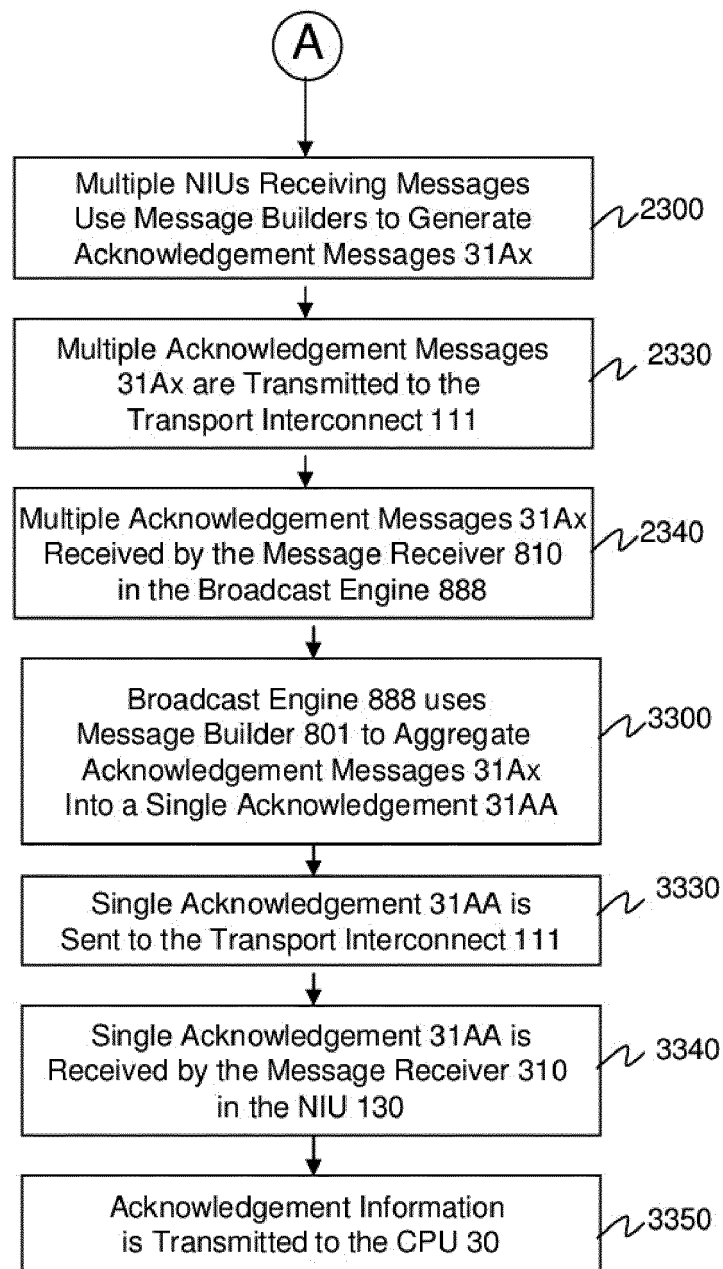 A
Multiple NIUs Receiving Messages
Use Message Builders to Generate
Acknowledgement Messages 31Ax
2300
Multiple Acknowledgement Messages
31Ax are Transmitted to the
Transport Interconnect 111
2330
Multiple Acknowledgement Messages 31Ax
Received by the Message Receiver 810
in the Broadcast Engine 888
2340
Broadcast Engine 888 uses
Message Builder 801 to Aggregate
Acknowledgement Messages 31Ax
Into a Single Acknowledgement 31AA
3300
Single Acknowledgement 31AA is
Sent to the Transport Interconnect 111
3330
Single Acknowledgement 31AA is
Received by the Message Receiver 310
in the NIU 130
3340
Acknowledgement Information
is Transmitted to the CPU 30
3350